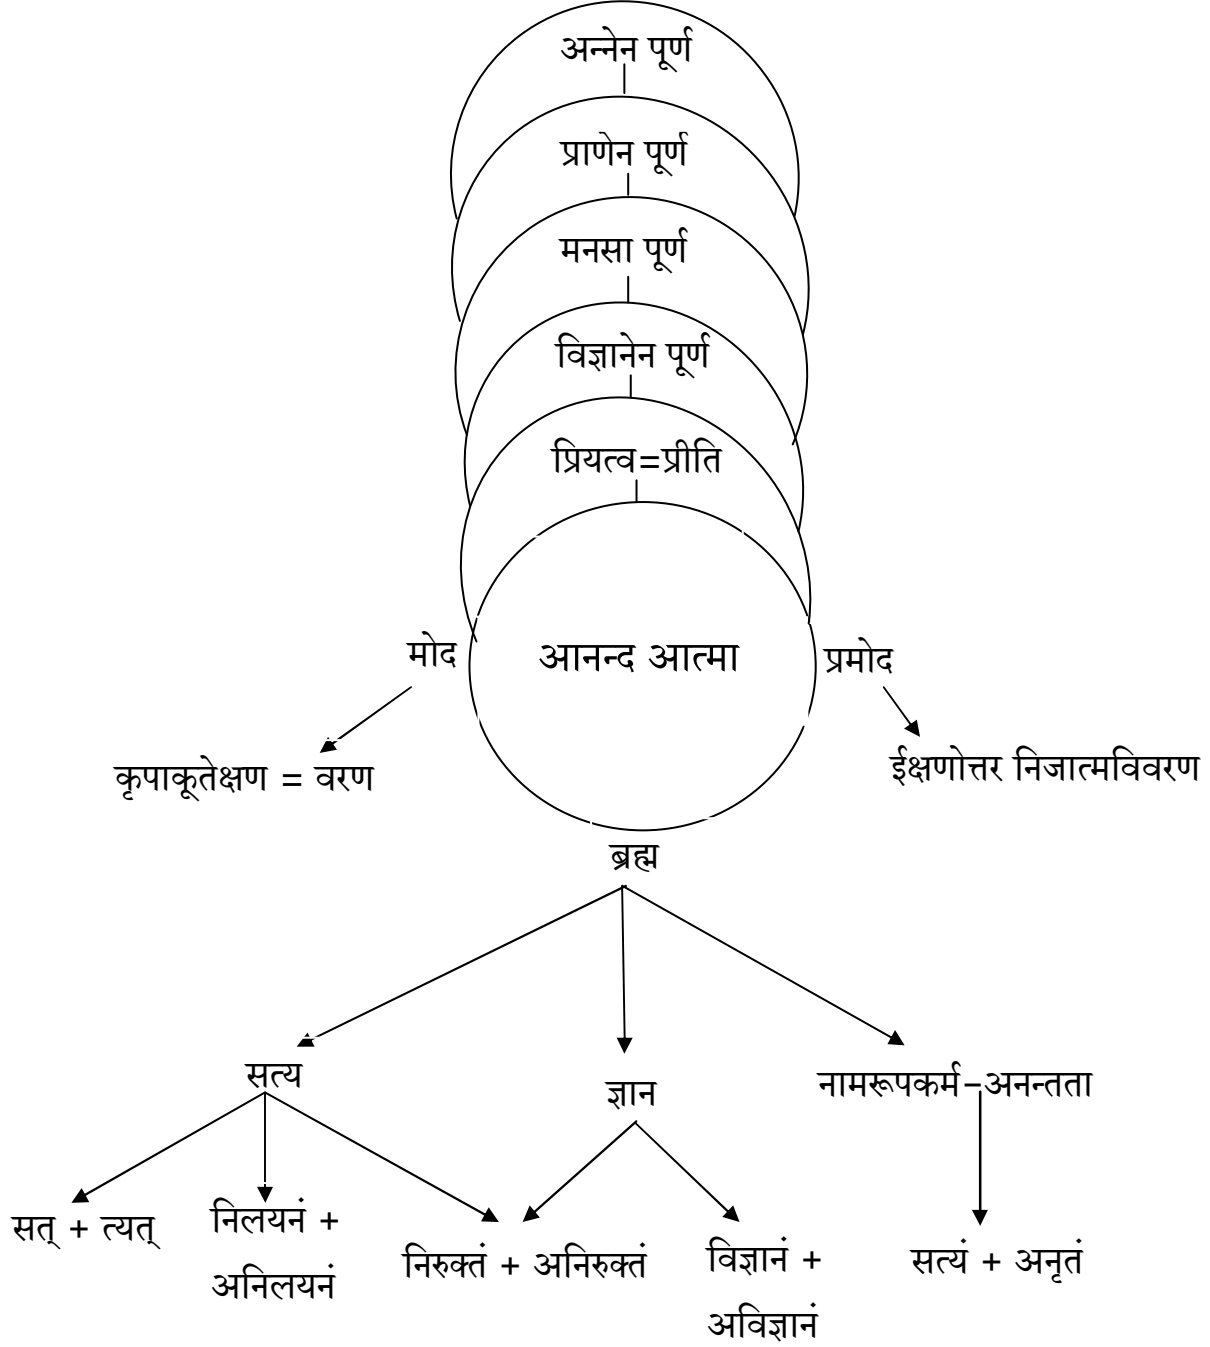 अन्नेन पूर्ण
प्राणेन पूर्ण
मनसा पूर्ण
विज्ञानेन पूर्ण
प्रियत्व=प्रीति
मोद
आनन्द आत्मा
प्रमोद
कृपाकूतेक्षण = वरण
ईक्षणोत्तर निजात्मविवरण
ब्रह्म
सत्य
ज्ञान
नामरूपकर्म-अनन्तता
सत् + त्यत्
निलयनं +
अनिलयनं
निरुक्तं + अनिरुक्तं
विज्ञानं +
अविज्ञानं
सत्यं + अनृतं